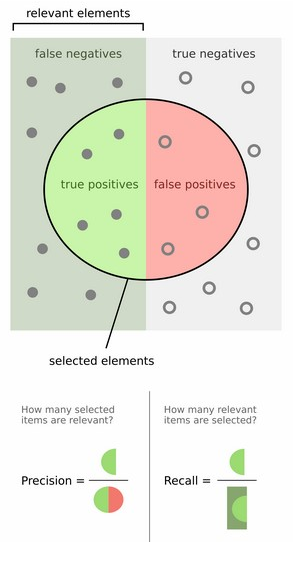 relevant elements
false negatives
true negatives
true positives
false positives
selected elements
How many selected
items are relevant?
How many relevant
items are selected?
Precision =
Recall =